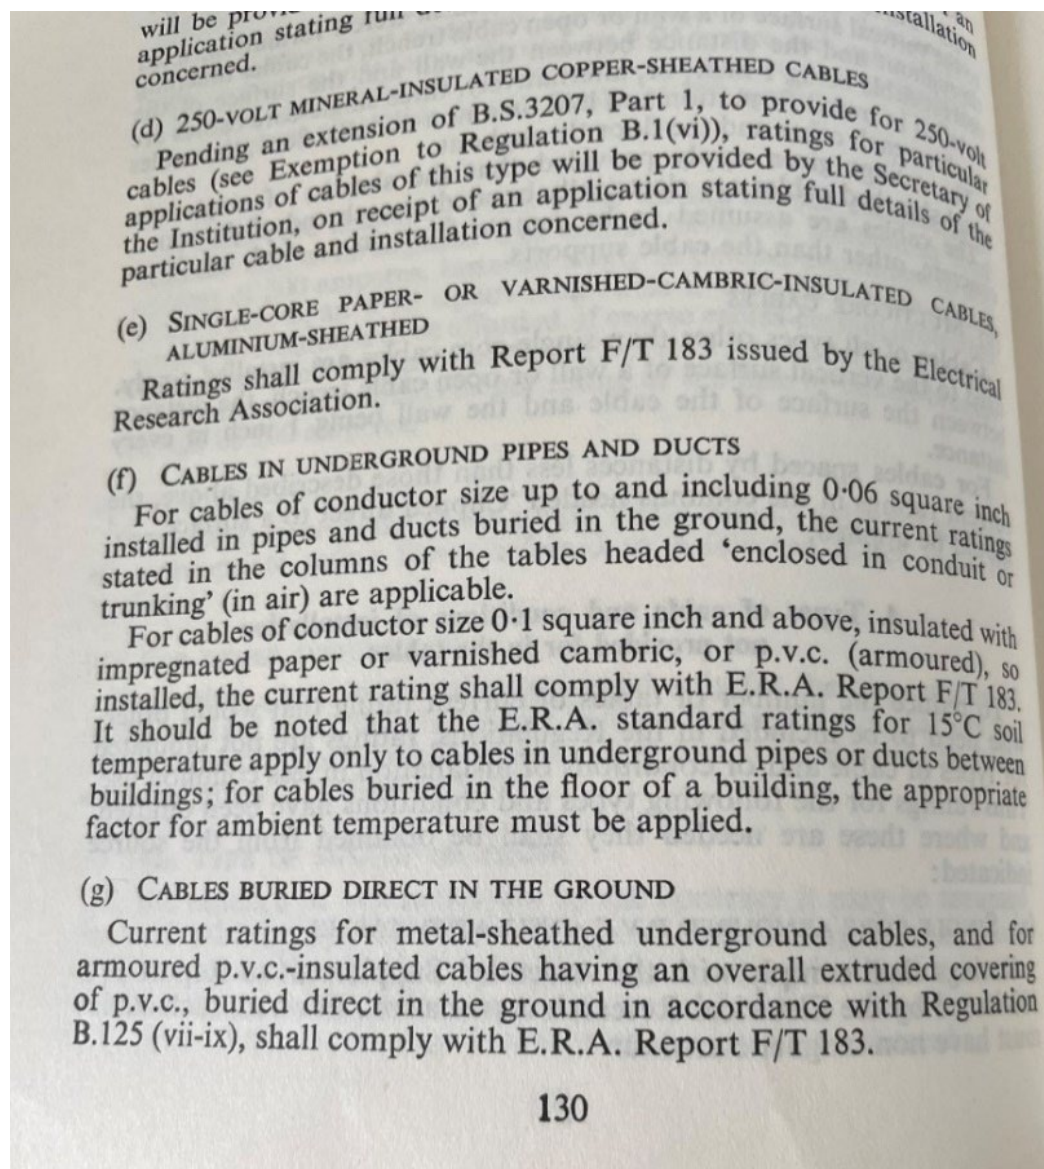 will be
application stating full
concerned.
an
installation
(d) 250-VOLT MINERAL-INSULATED COPPER-SHEATHED CABLES
Pending an extension of B.S.3207, Part 1, to provide for 250-volt
cables (see Exemption to Regulation B.1(vi)), ratings for particular
applications of cables of this type will be provided by the Secretary of
the Institution, on receipt of an application stating full details of the
particular cable and installation concerned.
(e) SINGLE-CORE PAPER- OR VARNISHED-CAMBRIC-INSULATED CABLES,
ALUMINIUM-SHEATHED
Ratings shall comply with Report F/T 183 issued by the Electrical
Research Association.
(f) CABLES IN UNDERGROUND PIPES AND DUCTS
For cables of conductor size up to and including 0·06 square inch
installed in pipes and ducts buried in the ground, the current ratings
stated in the columns of the tables headed ‘enclosed in conduit or
trunking’ (in air) are applicable.
For cables of conductor size 0·1 square inch and above, insulated with
impregnated paper or varnished cambric, or p.v.c. (armoured), so
installed, the current rating shall comply with E.R.A. Report F/T 183.
It should be noted that the E.R.A. standard ratings for 15°C soil
temperature apply only to cables in underground pipes or ducts between
buildings; for cables buried in the floor of a building, the appropriate
factor for ambient temperature must be applied.
(g) CABLES BURIED DIRECT IN THE GROUND
Current ratings for metal-sheathed underground cables, and for
armoured p.v.c.-insulated cables having an overall extruded covering
of p.v.c., buried direct in the ground in accordance with Regulation
B.125 (vii-ix), shall comply with E.R.A. Report F/T 183.
130